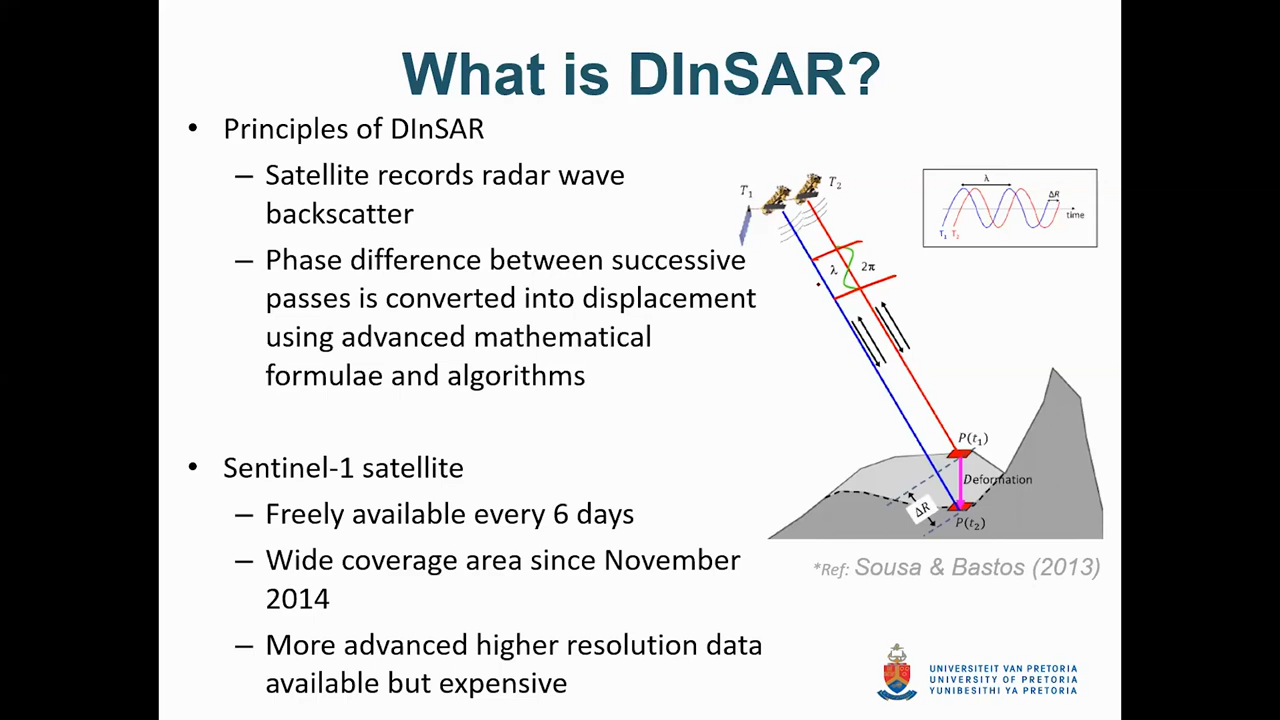 What is DInSAR?
• Principles of DInSAR
– Satellite records radar wave
backscatter
– Phase difference between successive
passes is converted into displacement
using advanced mathematical
formulae and algorithms
• Sentinel-1 satellite
– Freely available every 6 days
– Wide coverage area since November
2014
– More advanced higher resolution data
available but expensive
T₁
T₂
λ
ΔR
time
T₁ T₂
λ
2π
P(t₁)
Deformation
ΔR
P(t₂)
*Ref: Sousa & Bastos (2013)
UNIVERSITEIT VAN PRETORIA
UNIVERSITY OF PRETORIA
YUNIBESITHI YA PRETORIA